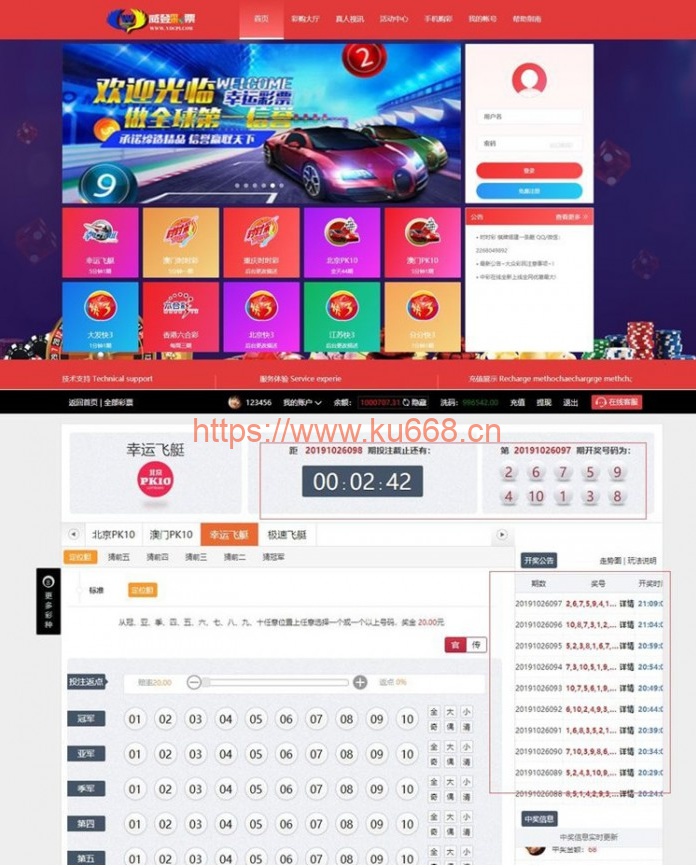 威登彩票
首页 彩购大厅 真人视讯 活动中心 手机购彩 我的帐号 帮助指南
欢迎光临 WELCOME 幸运彩票
做全球第一信誉
承诺缔造精品 信誉赢取天下
2
9
用户名
密码
登录
免费注册
公告 查看更多
幸运飞艇
澳门时时彩
重庆时时彩
北京PK10
澳门PK10
大发快3
香港六合彩
北京快3
江苏快3
分分快3
2268049892
技术支持 Technical support
服务体验 Service experie
充值展示 Recharge methochaechargrge methch;
返回首页 | 全部彩票 123456 我的账户 余额: 1000787.31 隐藏 洗码: 996542.00 充值 提现 退出 在线客服
https://www.ku668.cn
幸运飞艇
北京
PK10
距 20191026098 期投注截止还有:
00:02:42
第 20191026097 期开奖号码为:
2 6 7 5 9
4 10 1 3 8
北京PK10 澳门PK10 幸运飞艇 极速飞艇
定位胆 猜前五 猜前四 猜前三 猜前二 猜冠军
更多彩种
标准 定位胆
从冠、亚、季、四、五、六、七、八、九、十任意位置上任意选择一个或一个以上号码。奖金 20.00元
官 传
投注返点 返点 0%
冠军 01 02 03 04 05 06 07 08 09 10 全 大 小 奇 偶 清
亚军 01 02 03 04 05 06 07 08 09 10 全 大 小 奇 偶 清
季军 01 02 03 04 05 06 07 08 09 10 全 大 小 奇 偶 清
第四 01 02 03 04 05 06 07 08 09 10 全 大 小 奇 偶 清
第五 01 02 03 04 05 06 07 08 09 10 全 大 小
开奖公告 走势图 | 玩法说明
期数 奖号 开奖时
20191026097 2,6,7,5,9,4,1... 详情 21:09:0
20191026096 10,8,7,3,1,2,... 详情 21:04:0
20191026095 5,2,3,8,1,6,7,... 详情 20:59:0
20191026094 7,3,10,5,1,9,... 详情 20:54:0
20191026093 10,7,5,6,1,9,... 详情 20:49:0
20191026092 6,10,2,4,9,3,... 详情 20:44:0
20191026091 1,6,8,3,5,2,1... 详情 20:39:0
20191026090 7,10,3,9,8,6,... 详情 20:34:0
20191026089 5,2,4,3,10,9,... 详情 20:29:0
20191026088 8,5,1,4,2,9,3,... 详情 20:24:0
中奖信息
中奖信息实时更新